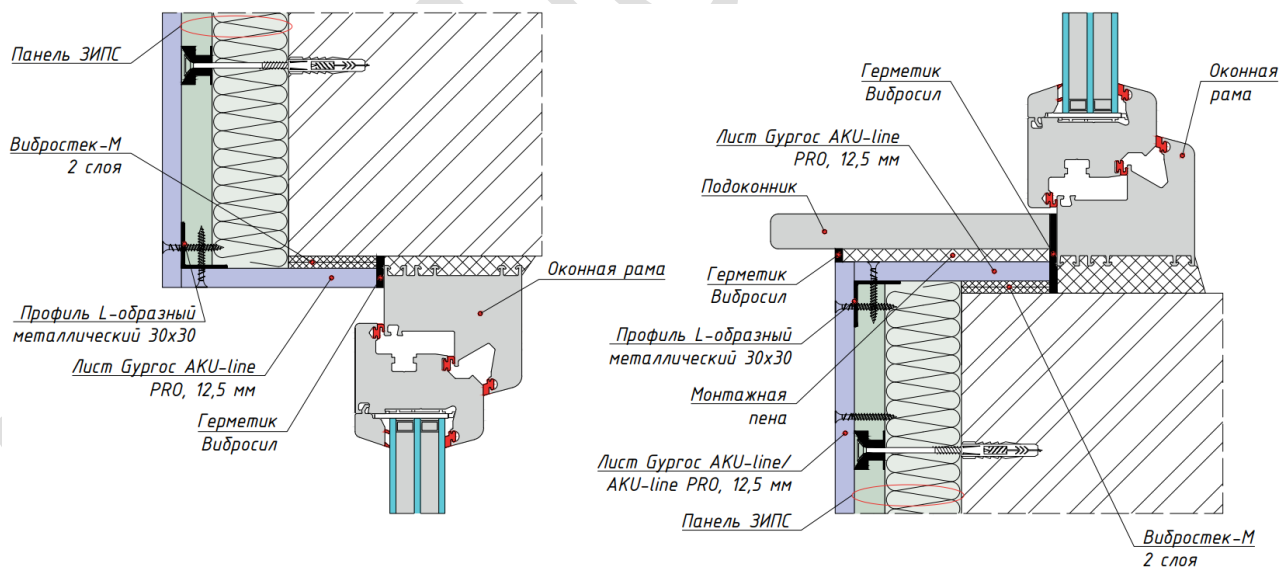 Панель ЗИПС
Вибростек-М
2 слоя
Профиль L-образный
металлический 30х30
Лист Gyproc AKU-line
PRO, 12,5 мм
Герметик
Вибросил
Оконная рама
Герметик
Вибросил
Оконная
рама
Лист Gyproc AKU-line
PRO, 12,5 мм
Подоконник
Герметик
Вибросил
Профиль L-образный
металлический 30х30
Монтажная
пена
Лист Gyproc AKU-line/
AKU-line PRO, 12,5 мм
Панель ЗИПС
Вибростек-М
2 слоя